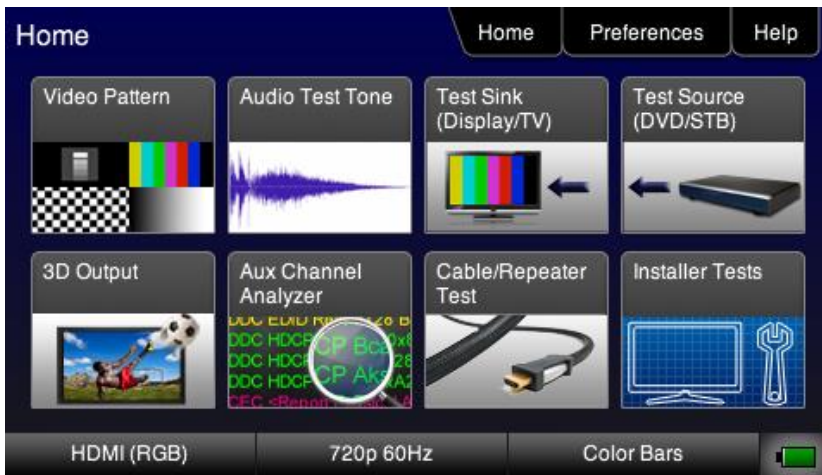 Home
Home
Preferences
Help
Video Pattern
Audio Test Tone
Test Sink
(Display/TV)
Test Source
(DVD/STB)
3D Output
Aux Channel
Analyzer
Cable/Repeater
Test
Installer Tests
DDC EDID
DDC HDCP
DDC HDCP
DDC HDCP
CEC <Report
HDMI (RGB)
720p 60Hz
Color Bars